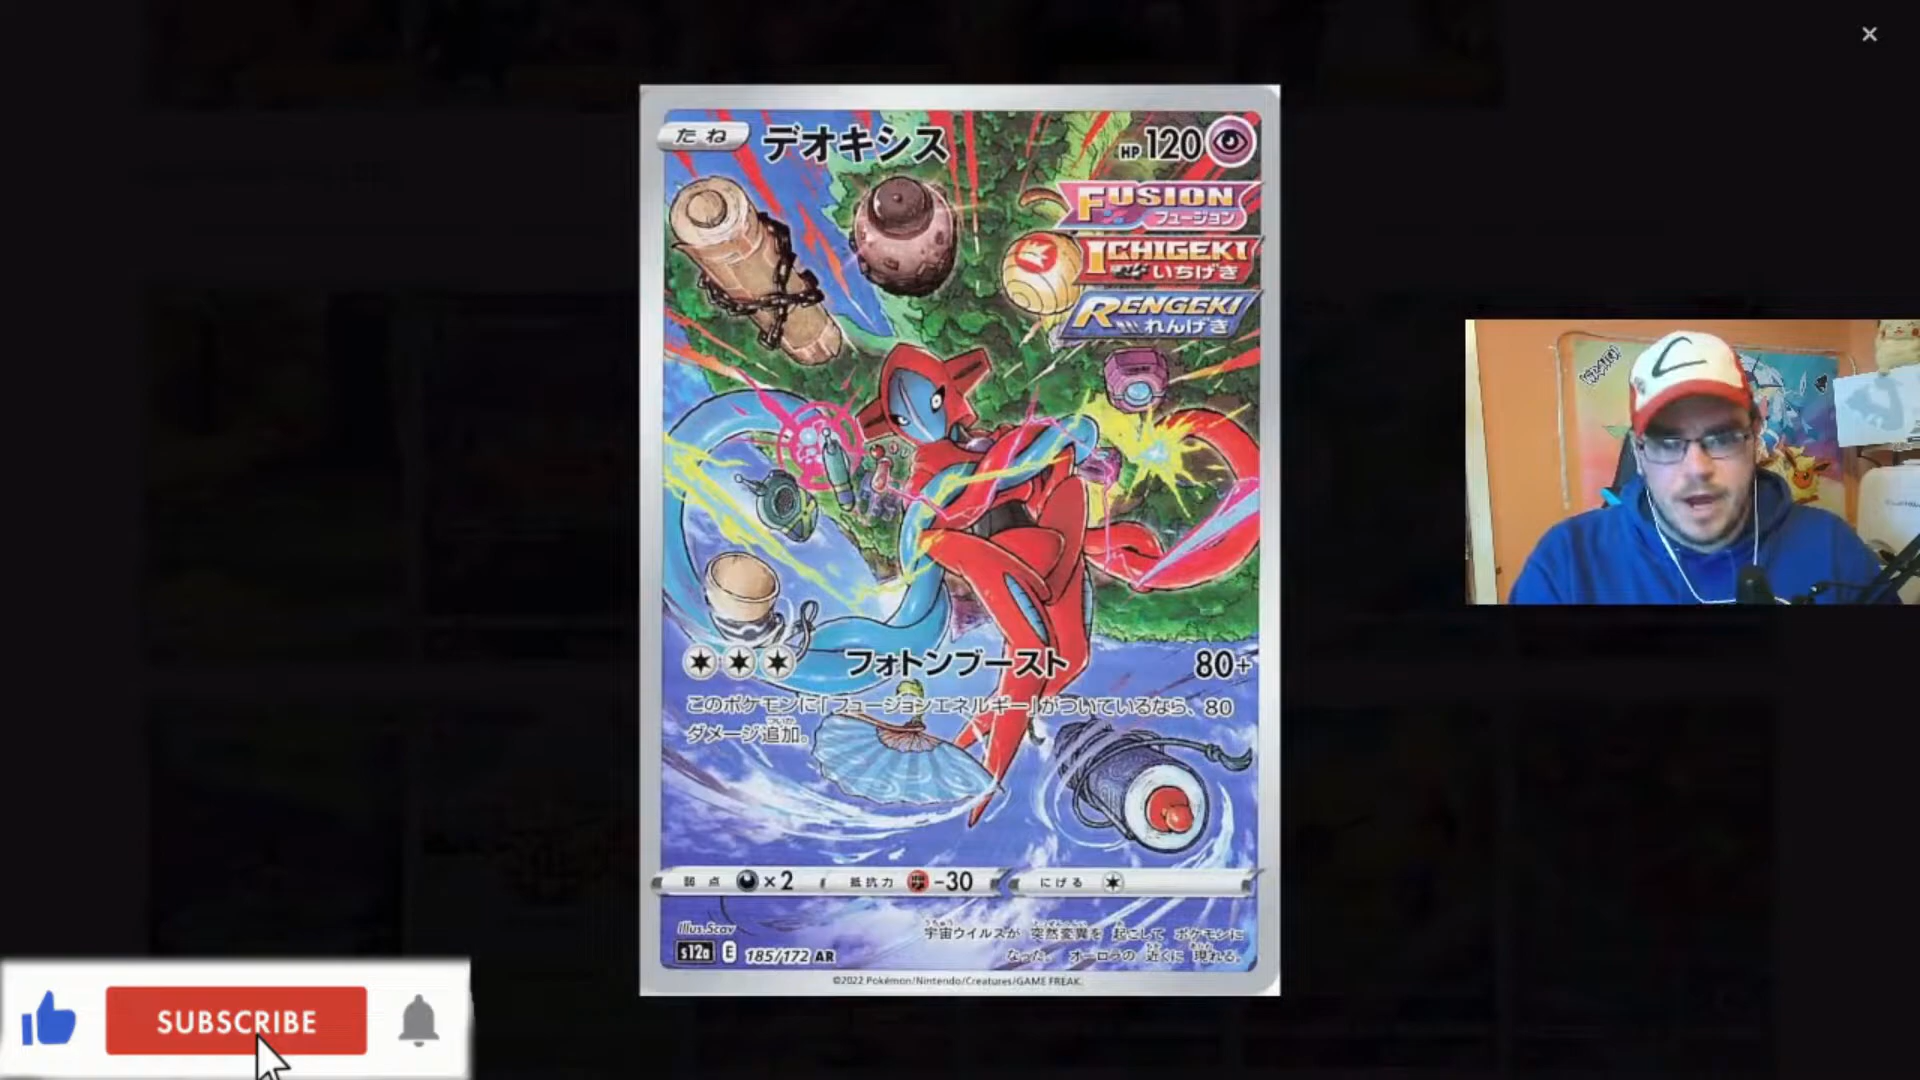 たね
デオキシス
HP 120
FUSION
フュージョン
ICHIGEKI
いちげき
RENGEKI
れんげき
フォトンブースト 80+
このポケモンに「フュージョンエネルギー」がついているなら、80
ダメージ追加。
弱点 ×2 抵抗力 -30 にげる
Illus. Scav
宇宙ウイルスが 突然変異を 起こして ポケモンに
なった。 オーロラの 近くに 現れる。
s12a E 185/172 AR
©2022 Pokémon/Nintendo/Creatures/GAME FREAK.
SUBSCRIBE